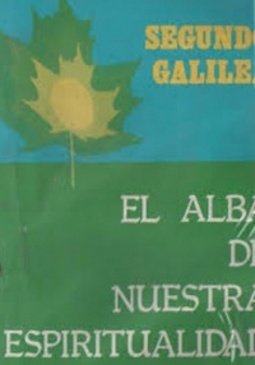 SEGUNDO
GALILEA
EL ALBA
DE
NUESTRA
ESPIRITUALIDAD